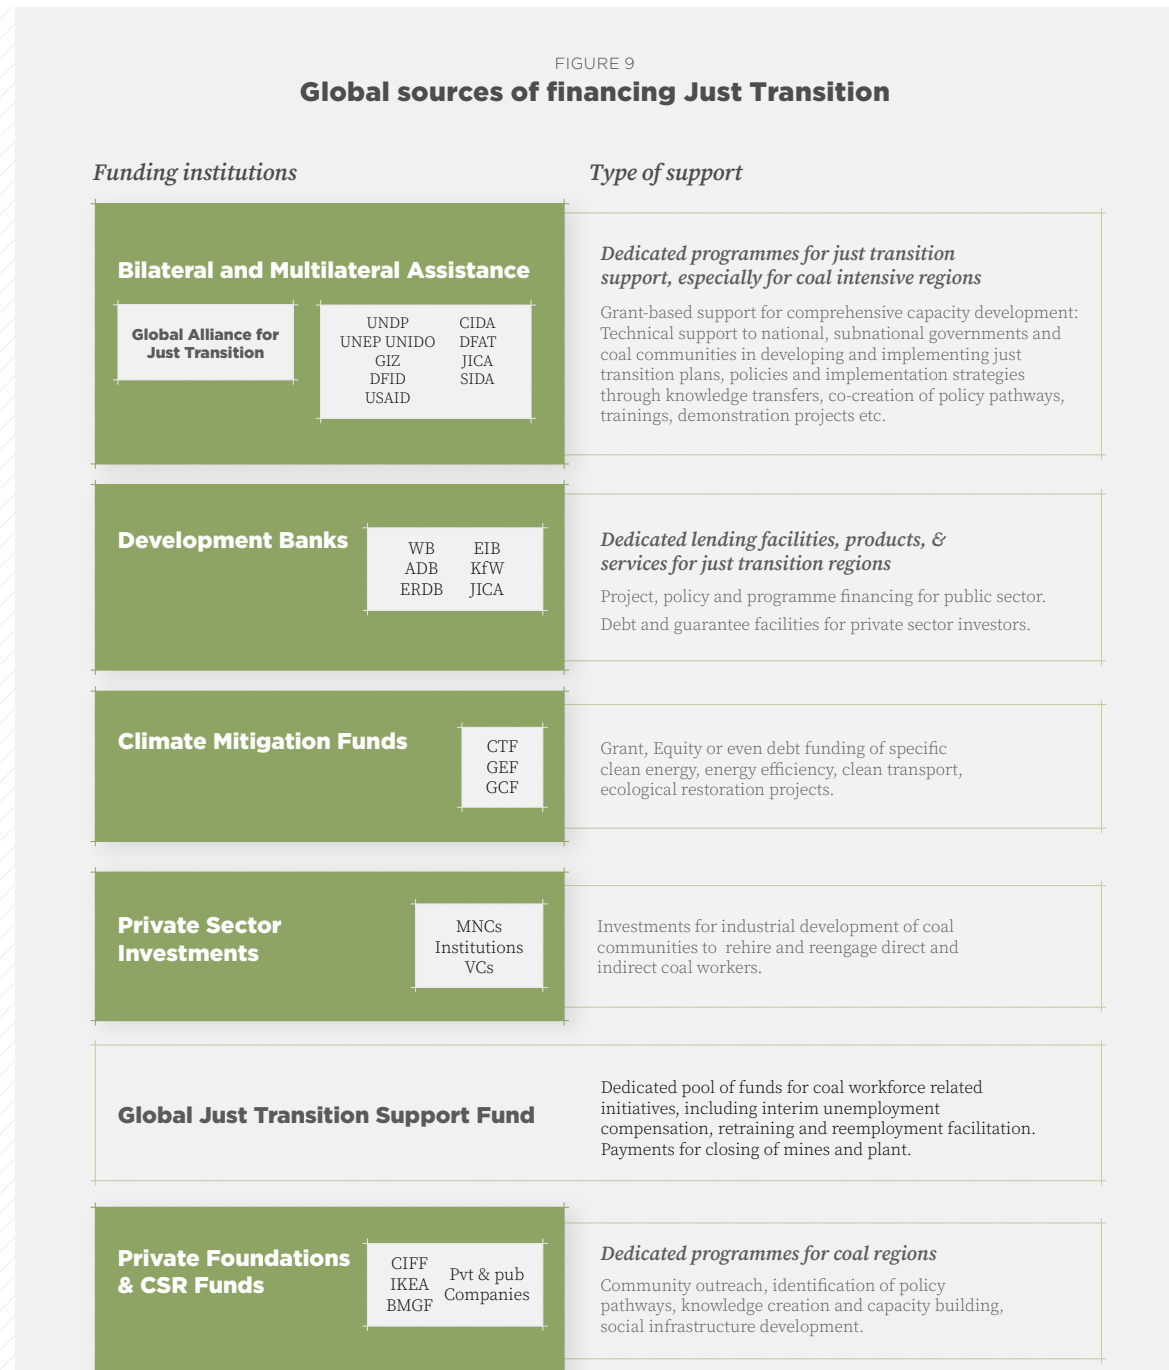 FIGURE 9
Global sources of financing Just Transition
Funding institutions
Type of support
Bilateral and Multilateral Assistance
Global Alliance for
Just Transition
UNDP
UNEP UNIDO
GIZ
DFID
USAID
CIDA
DFAT
JICA
SIDA
Dedicated programmes for just transition
support, especially for coal intensive regions
Grant-based support for comprehensive capacity development:
Technical support to national, subnational governments and
coal communities in developing and implementing just
transition plans, policies and implementation strategies
through knowledge transfers, co-creation of policy pathways,
trainings, demonstration projects etc.
Development Banks
WB
ADB
ERDB
EIB
KfW
JICA
Dedicated lending facilities, products, &
services for just transition regions
Project, policy and programme financing for public sector.
Debt and guarantee facilities for private sector investors.
Climate Mitigation Funds
CTF
GEF
GCF
Grant, Equity or even debt funding of specific
clean energy, energy efficiency, clean transport,
ecological restoration projects.
Private Sector
Investments
MNCs
Institutions
VCs
Investments for industrial development of coal
communities to rehire and reengage direct and
indirect coal workers.
Global Just Transition Support Fund
Dedicated pool of funds for coal workforce related
initiatives, including interim unemployment
compensation, retraining and reemployment facilitation.
Payments for closing of mines and plant.
Private Foundations
& CSR Funds
CIFF
IKEA
BMGF
Pvt & pub
Companies
Dedicated programmes for coal regions
Community outreach, identification of policy
pathways, knowledge creation and capacity building,
social infrastructure development.